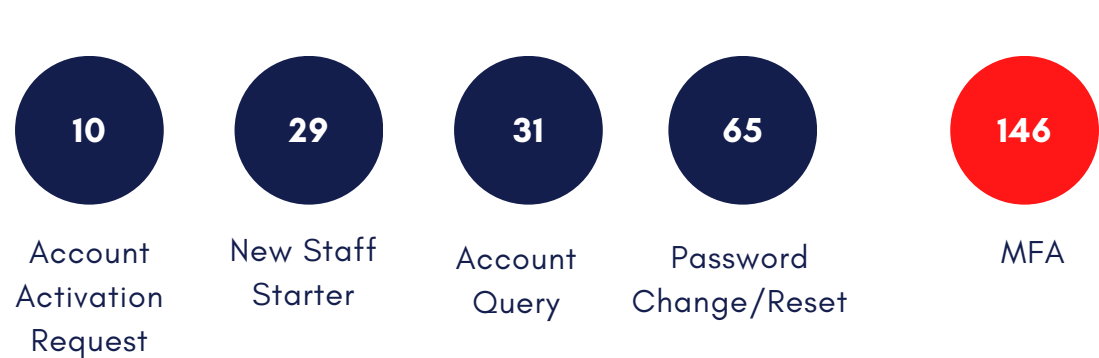 10
29
31
65
146
Account
Activation
Request
New Staff
Starter
Account
Query
Password
Change/Reset
MFA